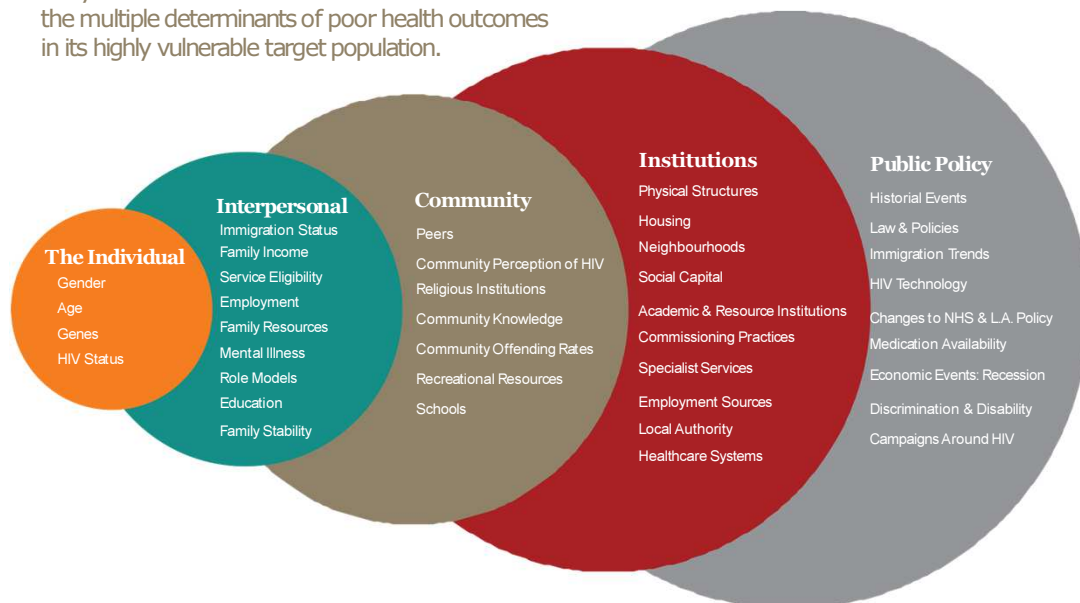 the multiple determinants of poor health outcomes
in its highly vulnerable target population.
The Individual
Gender
Age
Genes
HIV Status
Interpersonal
Immigration Status
Family Income
Service Eligibility
Employment
Family Resources
Mental Illness
Role Models
Education
Family Stability
Community
Peers
Community Perception of HIV
Religious Institutions
Community Knowledge
Community Offending Rates
Recreational Resources
Schools
Institutions
Physical Structures
Housing
Neighbourhoods
Social Capital
Academic & Resource Institutions
Commissioning Practices
Specialist Services
Employment Sources
Local Authority
Healthcare Systems
Public Policy
Historial Events
Law & Policies
Immigration Trends
HIV Technology
Changes to NHS & L.A. Policy
Medication Availability
Economic Events: Recession
Discrimination & Disability
Campaigns Around HIV